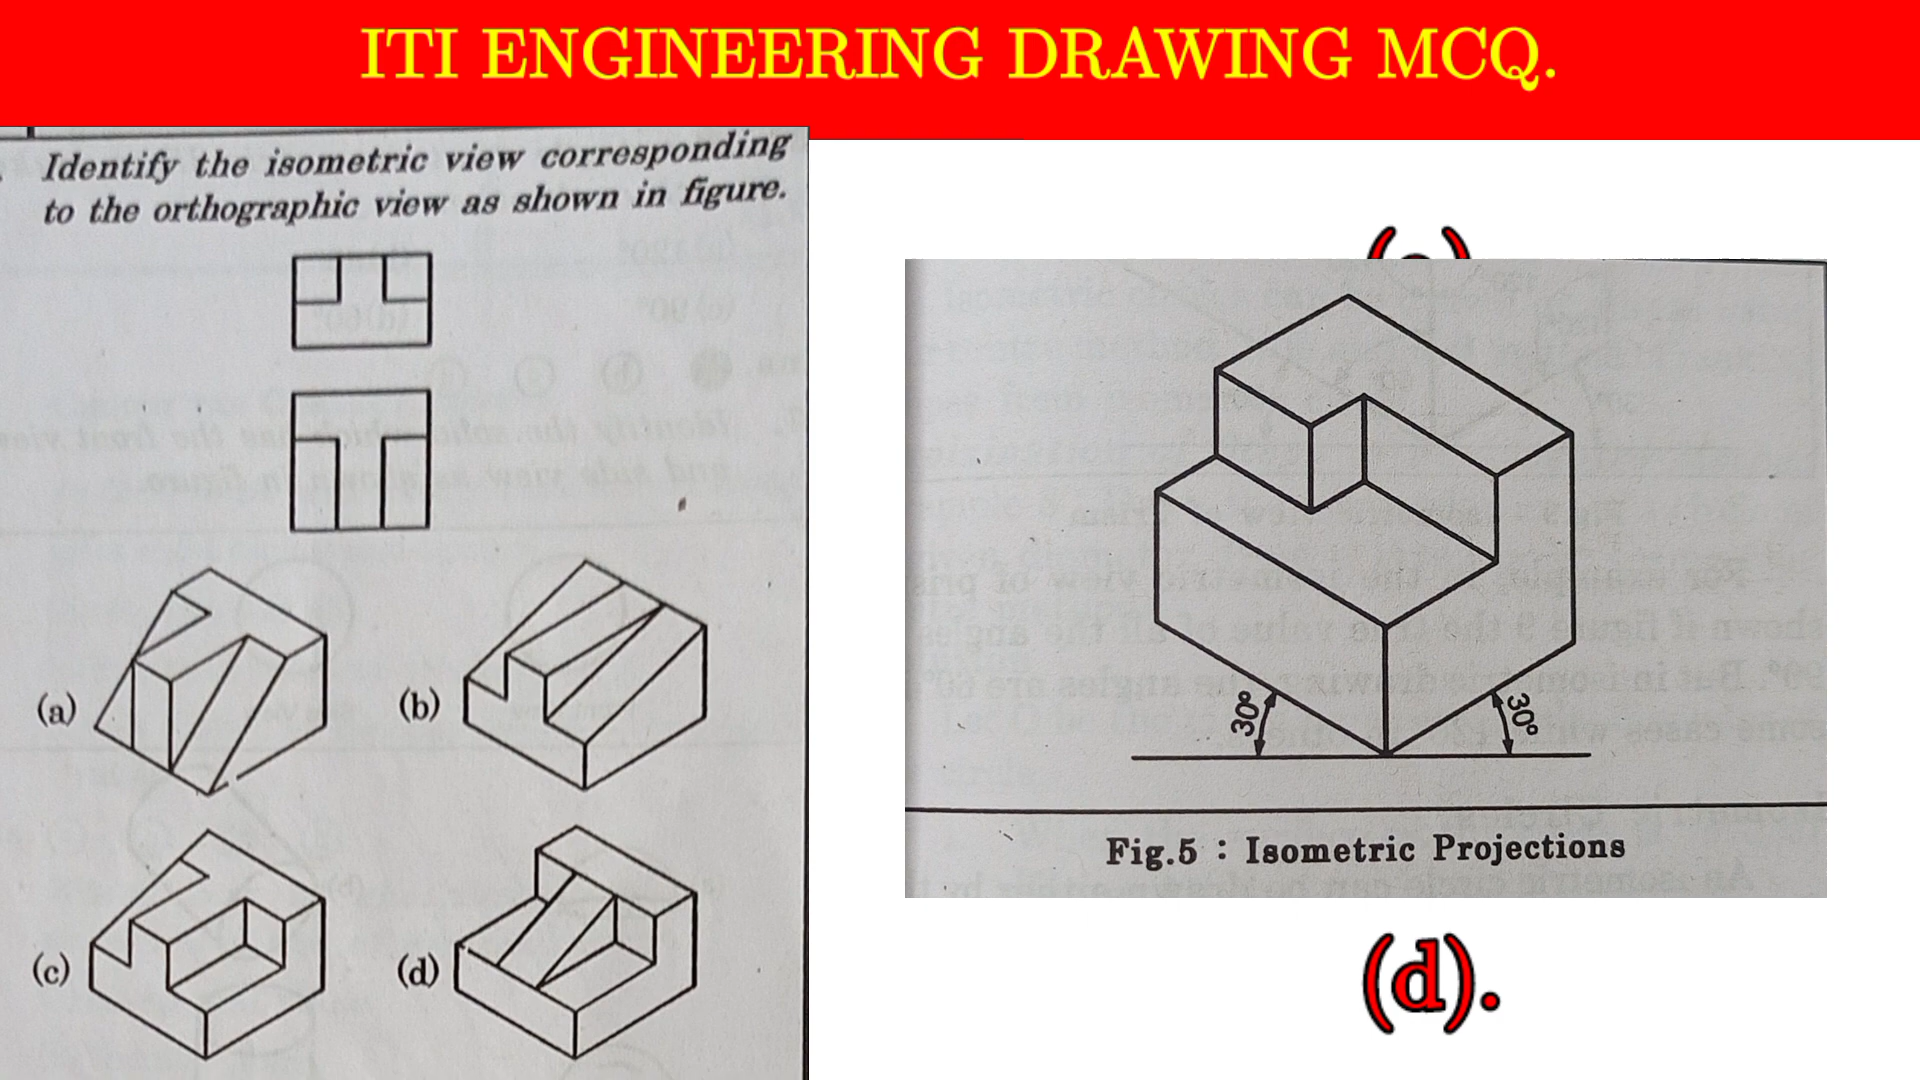 ITI ENGINEERING DRAWING MCQ.
Identify the isometric view corresponding
to the orthographic view as shown in figure.
(a)
(b)
(c)
(d)
30°
30°
Fig.5 : Isometric Projections
(d).